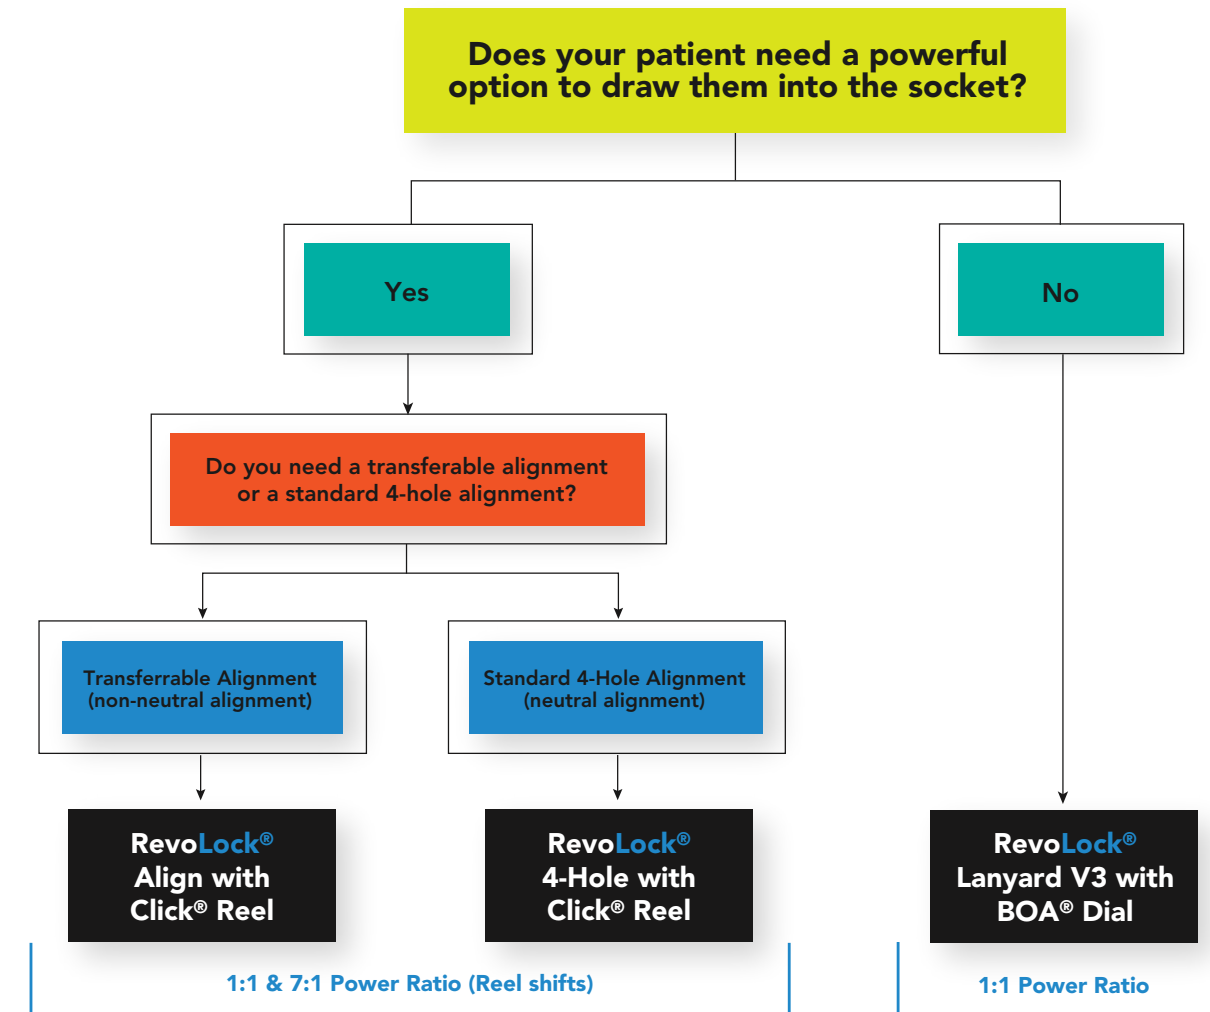 Does your patient need a powerful
option to draw them into the socket?
Yes
No
Do you need a transferable alignment
or a standard 4-hole alignment?
Transferrable Alignment
(non-neutral alignment)
Standard 4-Hole Alignment
(neutral alignment)
RevoLock®
Align with
Click® Reel
RevoLock®
4-Hole with
Click® Reel
RevoLock®
Lanyard V3 with
BOA® Dial
1:1 & 7:1 Power Ratio (Reel shifts)
1:1 Power Ratio